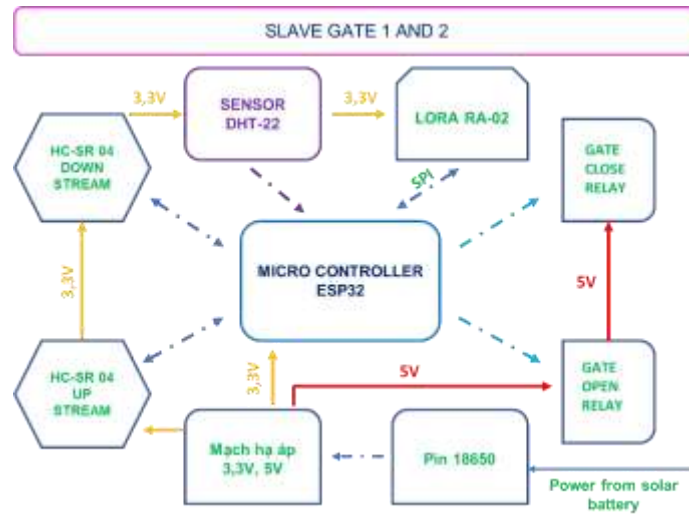 SLAVE GATE 1 AND 2
3,3V
SENSOR
DHT-22
3,3V
LORA RA-02
HC-SR 04
DOWN
STREAM
GATE
CLOSE
RELAY
SPI
MICRO CONTROLLER
ESP32
3,3V
5V
HC-SR 04
UP
STREAM
3,3V
5V
GATE
OPEN
RELAY
Mạch hạ áp
3,3V, 5V
Pin 18650
Power from solar
battery